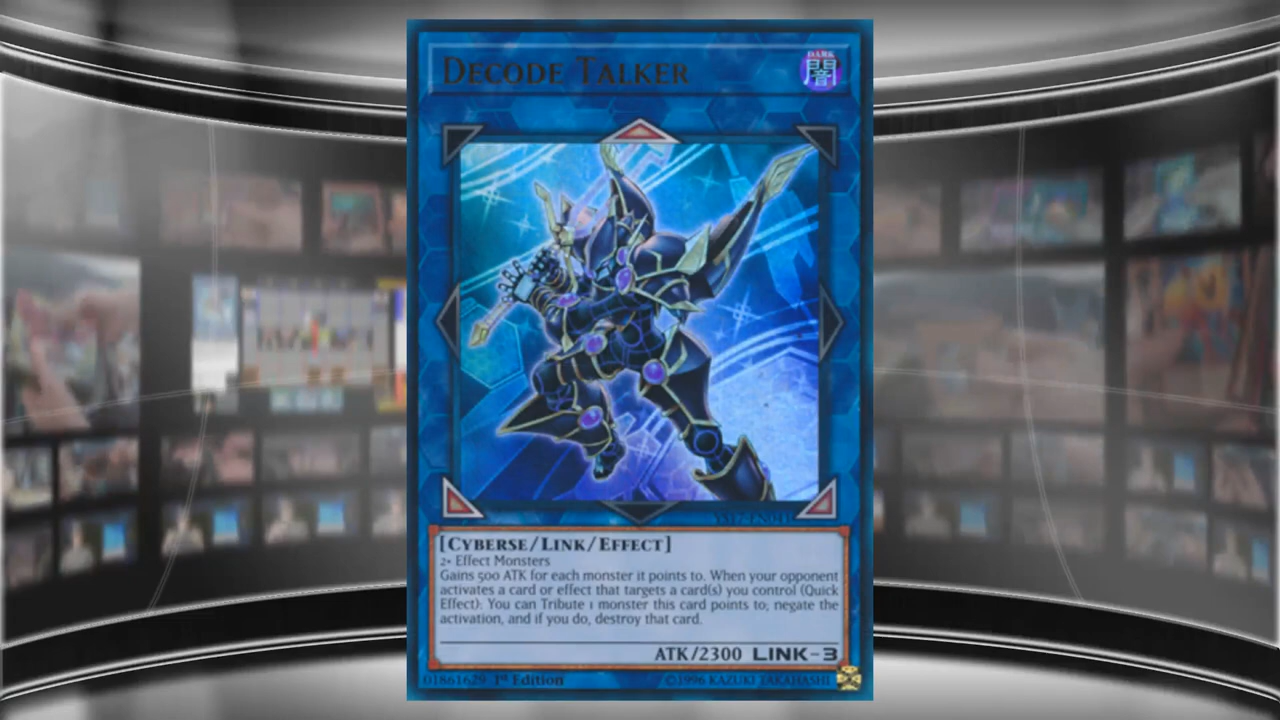 DECODE TALKER
DARK
闇
YS17-EN041
[CYBERSE/LINK/EFFECT]
2+ Effect Monsters
Gains 500 ATK for each monster it points to. When your opponent
activates a card or effect that targets a card(s) you control (Quick
Effect): You can Tribute 1 monster this card points to; negate the
activation, and if you do, destroy that card.
ATK/2300 LINK-3
01861629 1st Edition
©1996 KAZUKI TAKAHASHI